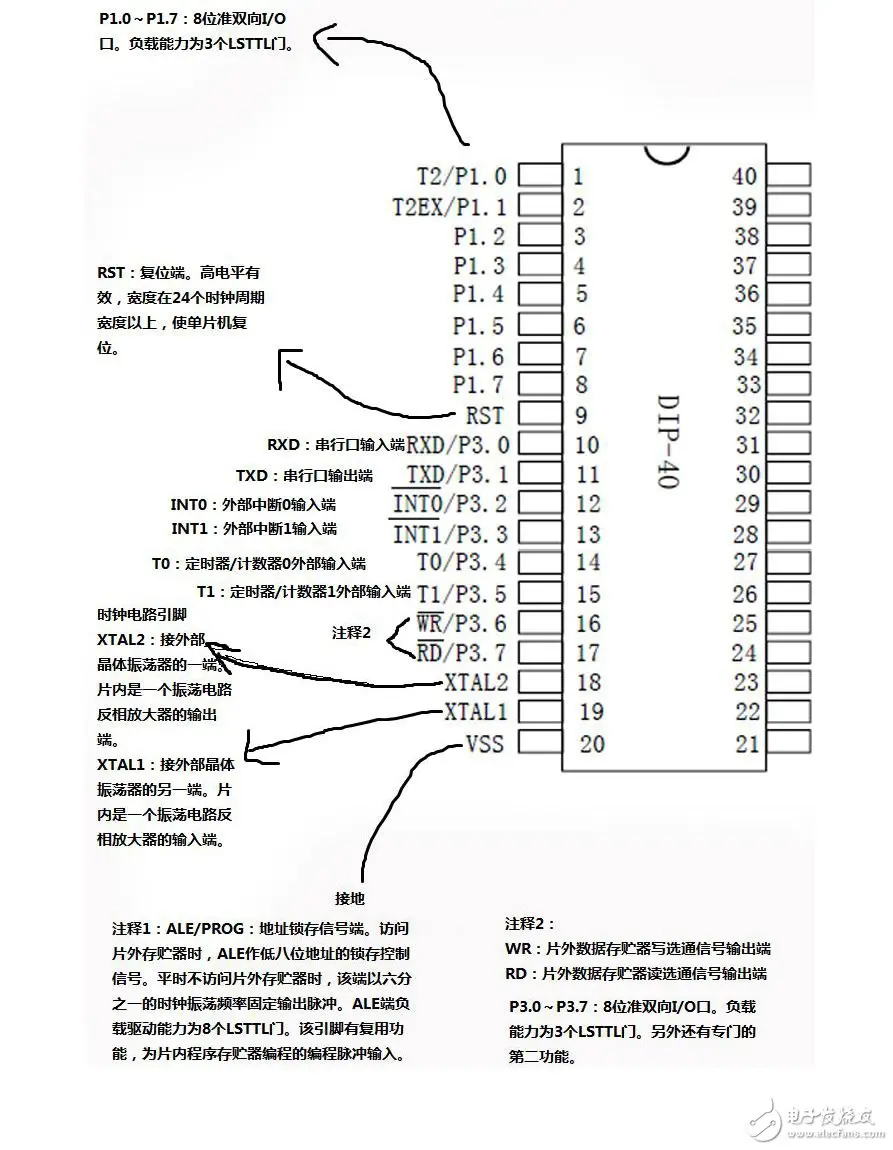 P1.0～P1.7：8位准双向I/O
口。负载能力为3个LSTTL门。
T2/P1.0 1 40
T2EX/P1.1 2 39
P1.2 3 38
P1.3 4 37
P1.4 5 36
P1.5 6 35
P1.6 7 34
P1.7 8 33
RST 9 32
RST：复位端。高电平有
效，宽度在24个时钟周期
宽度以上，使单片机复
位。
DIP-40
RXD：串行口输入端 RXD/P3.0 10 31
TXD：串行口输出端 TXD/P3.1 11 30
INT0：外部中断0输入端 INT0/P3.2 12 29
INT1：外部中断1输入端 INT1/P3.3 13 28
T0：定时器/计数器0外部输入端 T0/P3.4 14 27
T1：定时器/计数器1外部输入端 T1/P3.5 15 26
注释2
WR/P3.6 16 25
RD/P3.7 17 24
XTAL2 18 23
XTAL1 19 22
VSS 20 21
时钟电路引脚
XTAL2：接外部
晶体振荡器的一端。
片内是一个振荡电路
反相放大器的输出
端。
XTAL1：接外部晶体
振荡器的另一端。片
内是一个振荡电路反
相放大器的输入端。
接地
注释1：ALE/PROG：地址锁存信号端。访问
片外存贮器时，ALE作低八位地址的锁存控制
信号。平时不访问片外存贮器时，该端以六分
之一的时钟振荡频率固定输出脉冲。ALE端负
载驱动能力为8个LSTTL门。该引脚有复用功
能，为片内程序存贮器编程的编程脉冲输入。
注释2：
WR：片外数据存贮器写选通信号输出端
RD：片外数据存贮器读选通信号输出端
P3.0～P3.7：8位准双向I/O口。负载
能力为3个LSTTL门。另外还有专门的
第二功能。
电子发烧友
www.elecfans.com